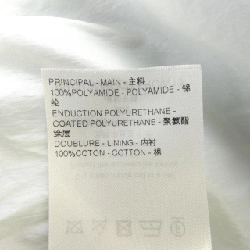 PRINCIPAL - MAIN - 主料
100%POLYAMIDE - POLYAMIDE - 锦
纶
ENDUCTION POLYURETHANE -
COATED POLYURETHANE - 聚氨酯
涂层
DOUBLURE - LINING - 内衬
100%COTON - COTTON - 棉